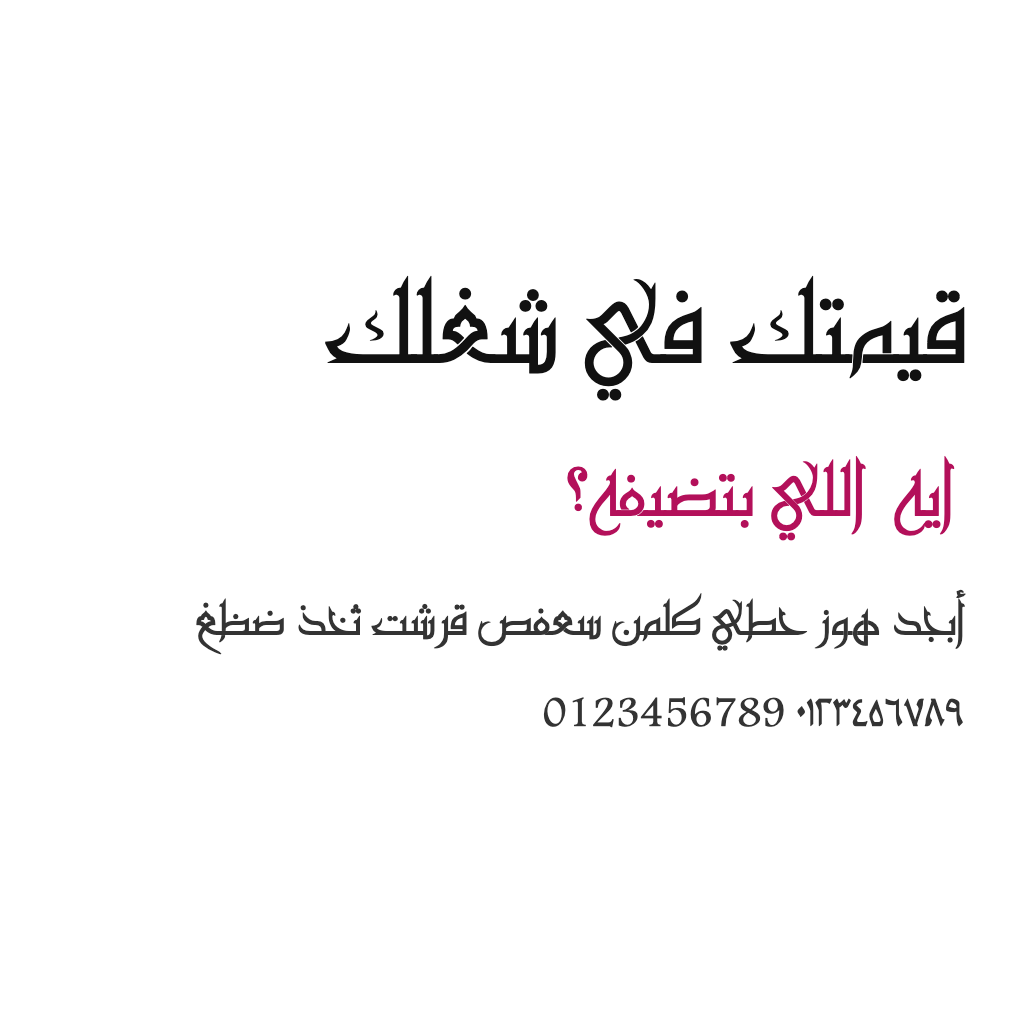 قيمتك في شغلك
ايه اللي بتضيفه؟
أبجد هوز حطي كلمن سعفص قرشت ثخذ ضظغ
0123456789 ٠١٢٣٤٥٦٧٨٩